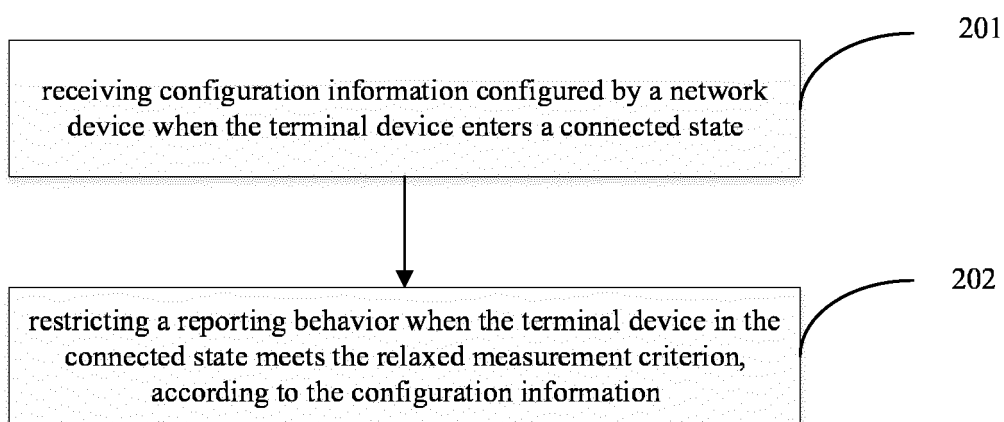 201
receiving configuration information configured by a network
device when the terminal device enters a connected state
202
restricting a reporting behavior when the terminal device in the
connected state meets the relaxed measurement criterion,
according to the configuration information